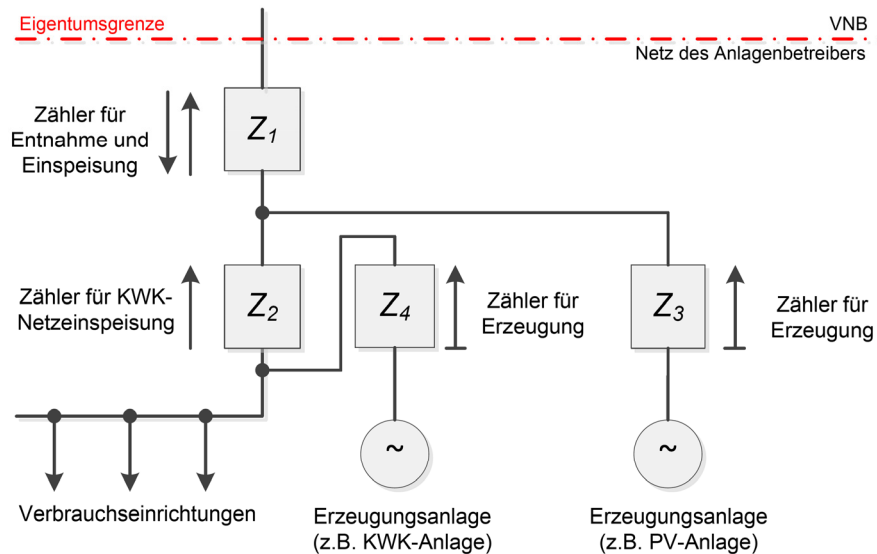 Eigentumsgrenze
VNB
Netz des Anlagenbetreibers
Zähler für
Entnahme und
Einspeisung
Z1
Zähler für KWK-
Netzeinspeisung
Z2
Z4
Zähler für
Erzeugung
Z3
Zähler für
Erzeugung
~
~
Verbrauchseinrichtungen
Erzeugungsanlage
(z.B. KWK-Anlage)
Erzeugungsanlage
(z.B. PV-Anlage)